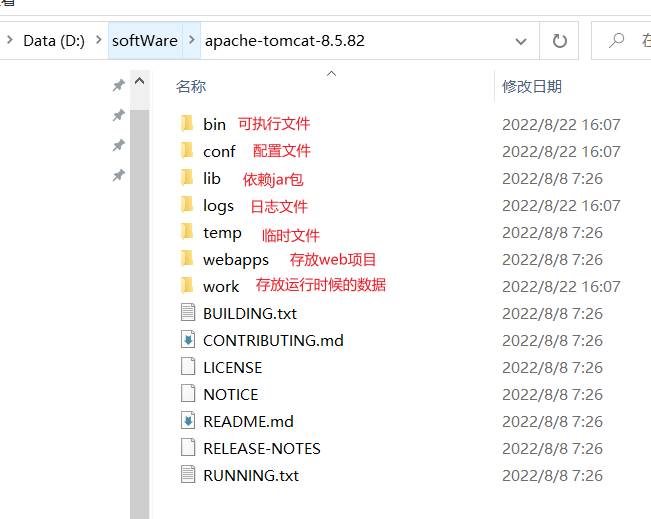 Data (D:) softWare apache-tomcat-8.5.82
名称 修改日期
bin 可执行文件 2022/8/22 16:07
conf 配置文件 2022/8/22 16:07
lib 依赖jar包 2022/8/8 7:26
logs 日志文件 2022/8/22 16:07
temp 临时文件 2022/8/8 7:26
webapps 存放web项目 2022/8/8 7:26
work 存放运行时候的数据 2022/8/22 16:07
BUILDING.txt 2022/8/8 7:26
CONTRIBUTING.md 2022/8/8 7:26
LICENSE 2022/8/8 7:26
NOTICE 2022/8/8 7:26
README.md 2022/8/8 7:26
RELEASE-NOTES 2022/8/8 7:26
RUNNING.txt 2022/8/8 7:26